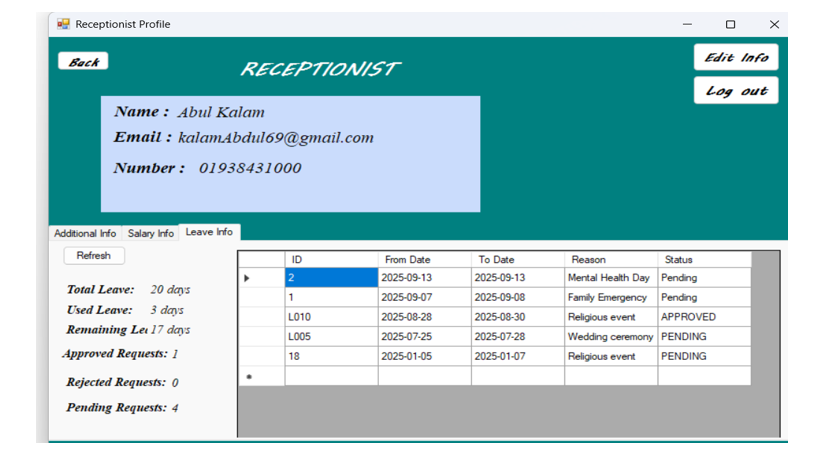 Receptionist Profile
Back
RECEPTIONIST
Edit Info
Log out
Name : Abul Kalam
Email : kalamAbdul69@gmail.com
Number : 01938431000
Additional Info Salary Info Leave Info
Refresh
Total Leave: 20 days
Used Leave: 3 days
Remaining Le 17 days
Approved Requests: 1
Rejected Requests: 0
Pending Requests: 4
ID From Date To Date Reason Status
2 2025-09-13 2025-09-13 Mental Health Day Pending
1 2025-09-07 2025-09-08 Family Emergency Pending
L010 2025-08-28 2025-08-30 Religious event APPROVED
L005 2025-07-25 2025-07-28 Wedding ceremony PENDING
18 2025-01-05 2025-01-07 Religious event PENDING